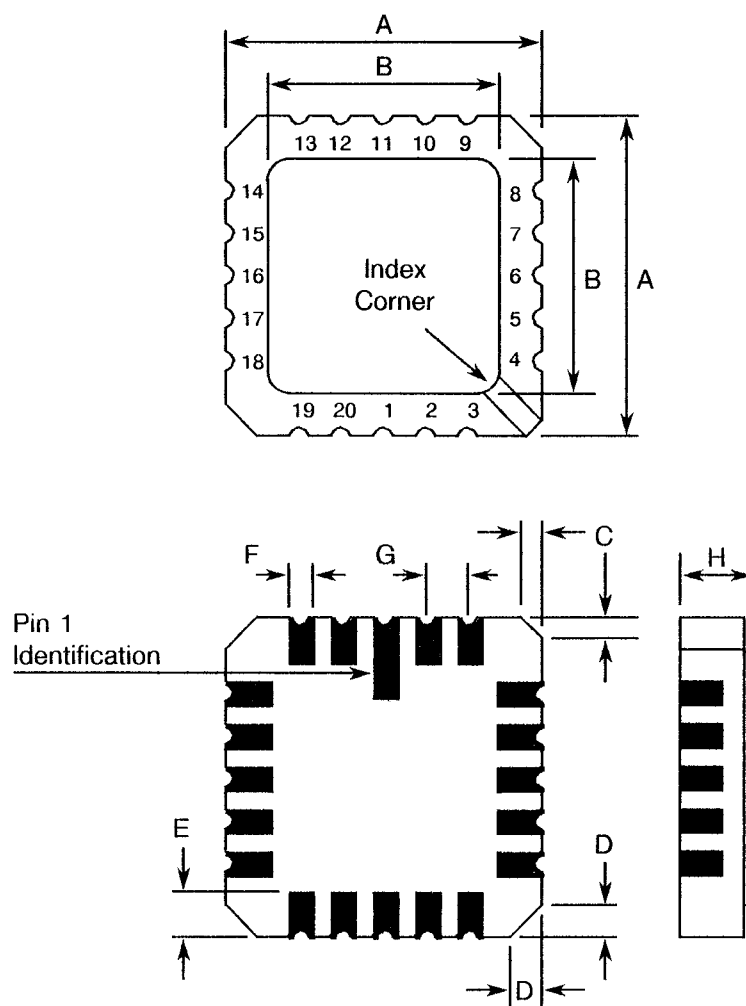 A
B
13 12 11 10 9
14 8
15 7
16 6
17 5
18 4
Index
Corner
B A
19 20 1 2 3
F G C H
Pin 1
Identification
E D
D